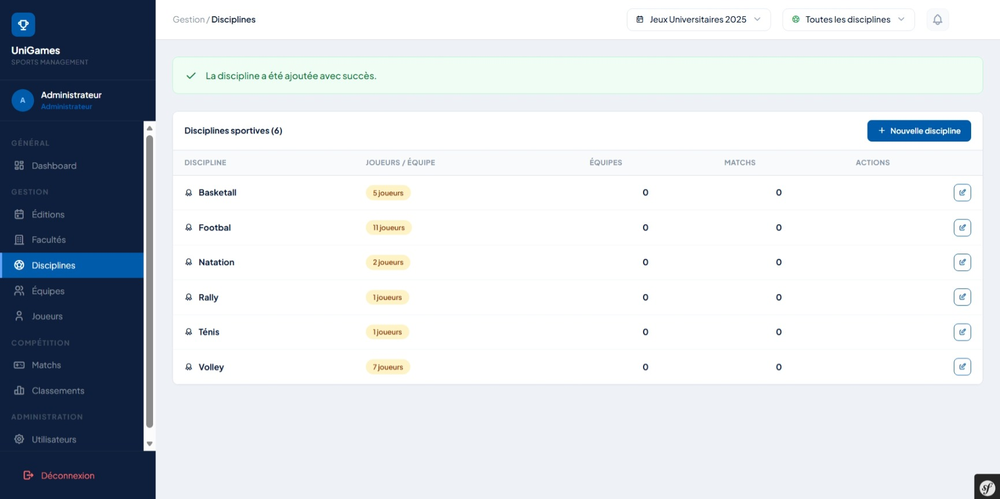 UniGames
SPORTS MANAGEMENT
A
Administrateur
Administrateur
GÉNÉRAL
Dashboard
GESTION
Éditions
Facultés
Disciplines
Équipes
Joueurs
COMPÉTITION
Matchs
Classements
ADMINISTRATION
Utilisateurs
Déconnexion
Gestion / Disciplines
Jeux Universitaires 2025
Toutes les disciplines
La discipline a été ajoutée avec succès.
Disciplines sportives (6)
+ Nouvelle discipline
DISCIPLINE JOUEURS / ÉQUIPE ÉQUIPES MATCHS ACTIONS
Basketall 5 joueurs 0 0
Footbal 11 joueurs 0 0
Natation 2 joueurs 0 0
Rally 1 joueurs 0 0
Ténis 1 joueurs 0 0
Volley 7 joueurs 0 0
sf